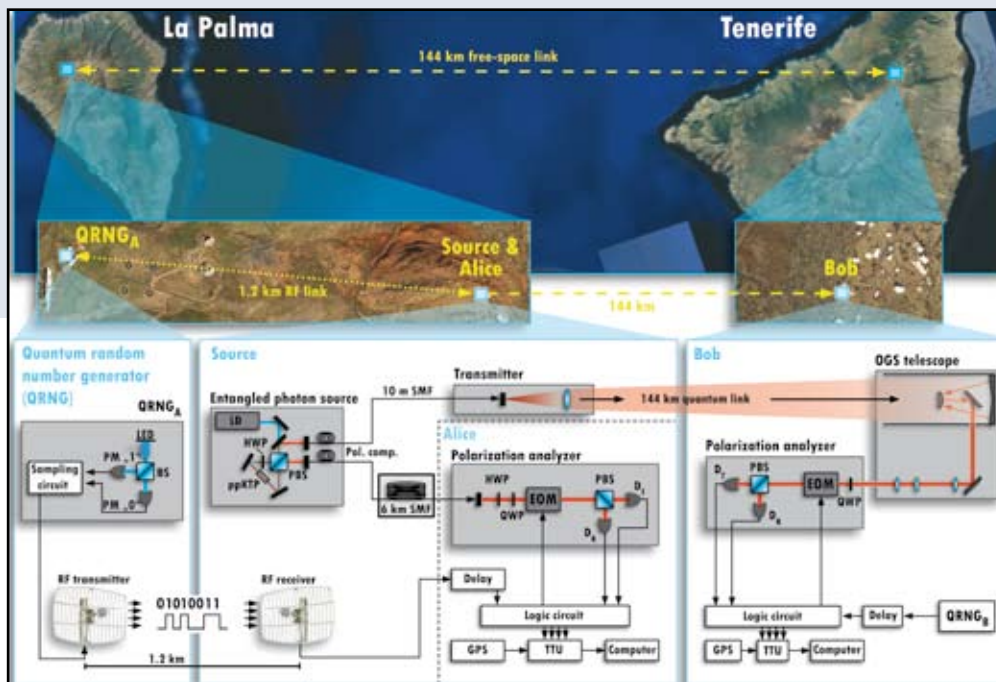 La Palma
Tenerife
144 km free-space link
QRNGA
Source &
Alice
1.2 km RF link
144 km
Bob
Quantum random
number generator
(QRNG)
QRNGA
LED
PM „1"
BS
Sampling
circuit
PM „0"
RF transmitter
01010011
RF receiver
1.2 km
Source
Entangled photon source
LD
HWP
PBS
ppKTP
Pol. comp.
10 m SMF
6 km SMF
Transmitter
144 km quantum link
Alice
Polarization analyzer
HWP
QWP
EOM
PBS
Delay
Logic circuit
GPS
TTU
Computer
Bob
OGS telescope
Polarization analyzer
PBS
EOM
QWP
Logic circuit
Delay
QRNGB
GPS
TTU
Computer